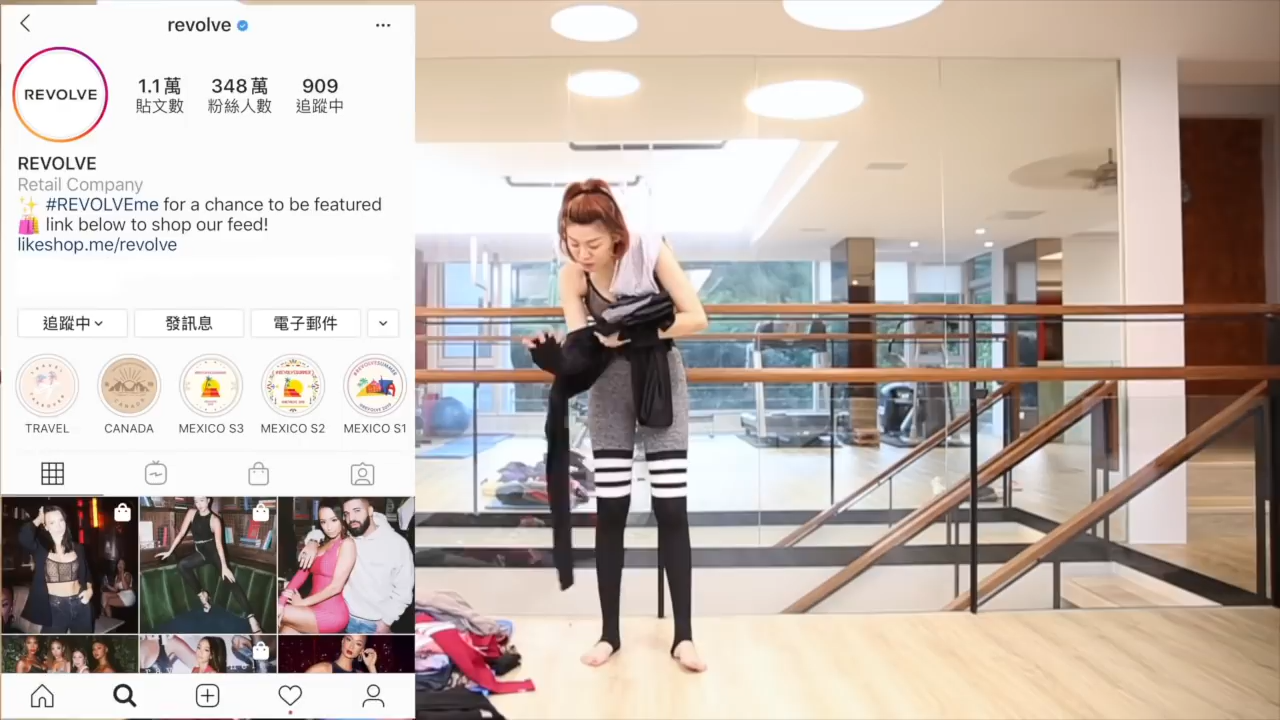 revolve
REVOLVE
1.1萬
348萬
909
貼文數
粉絲人數
追蹤中
REVOLVE
Retail Company
✨ #REVOLVEme for a chance to be featured
🛍️ link below to shop our feed!
likeshop.me/revolve
追蹤中
發訊息
電子郵件
TRAVEL
CANADA
MEXICO S3
MEXICO S2
MEXICO S1